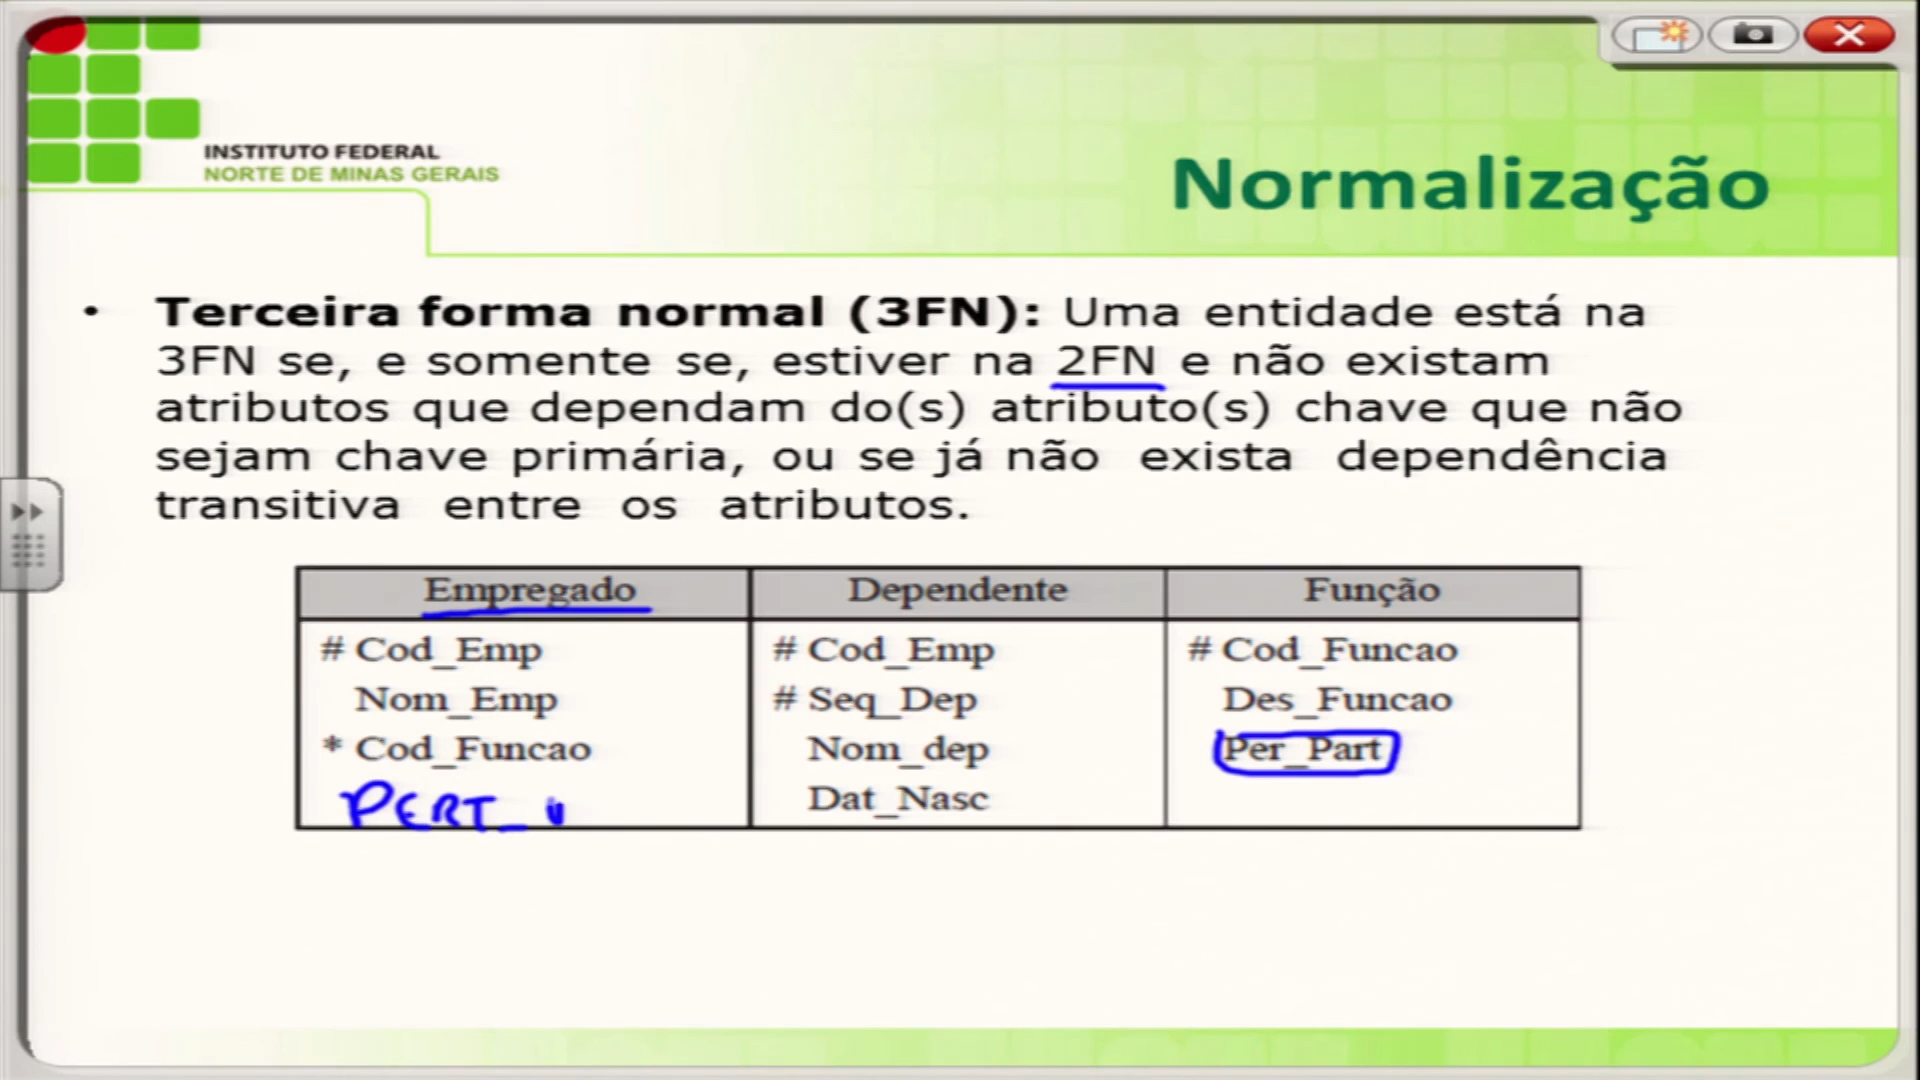 INSTITUTO FEDERAL
NORTE DE MINAS GERAIS
Normalização
• Terceira forma normal (3FN): Uma entidade está na
3FN se, e somente se, estiver na 2FN e não existam
atributos que dependam do(s) atributo(s) chave que não
sejam chave primária, ou se já não exista dependência
transitiva entre os atributos.
Empregado Dependente Função
# Cod_Emp # Cod_Emp # Cod_Funcao
Nom_Emp # Seq_Dep Des_Funcao
* Cod_Funcao Nom_dep Per_Part
PERT_ Dat_Nasc